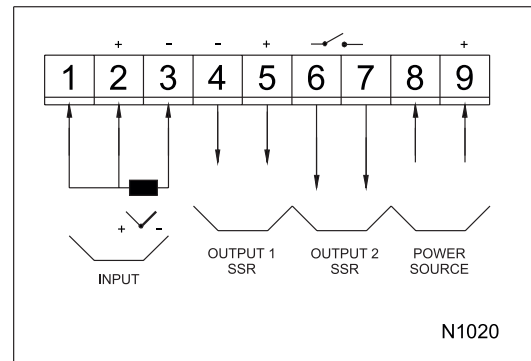 + - - + +
1 2 3 4 5 6 7 8 9
+ -
INPUT
OUTPUT 1
SSR
OUTPUT 2
SSR
POWER
SOURCE
N1020